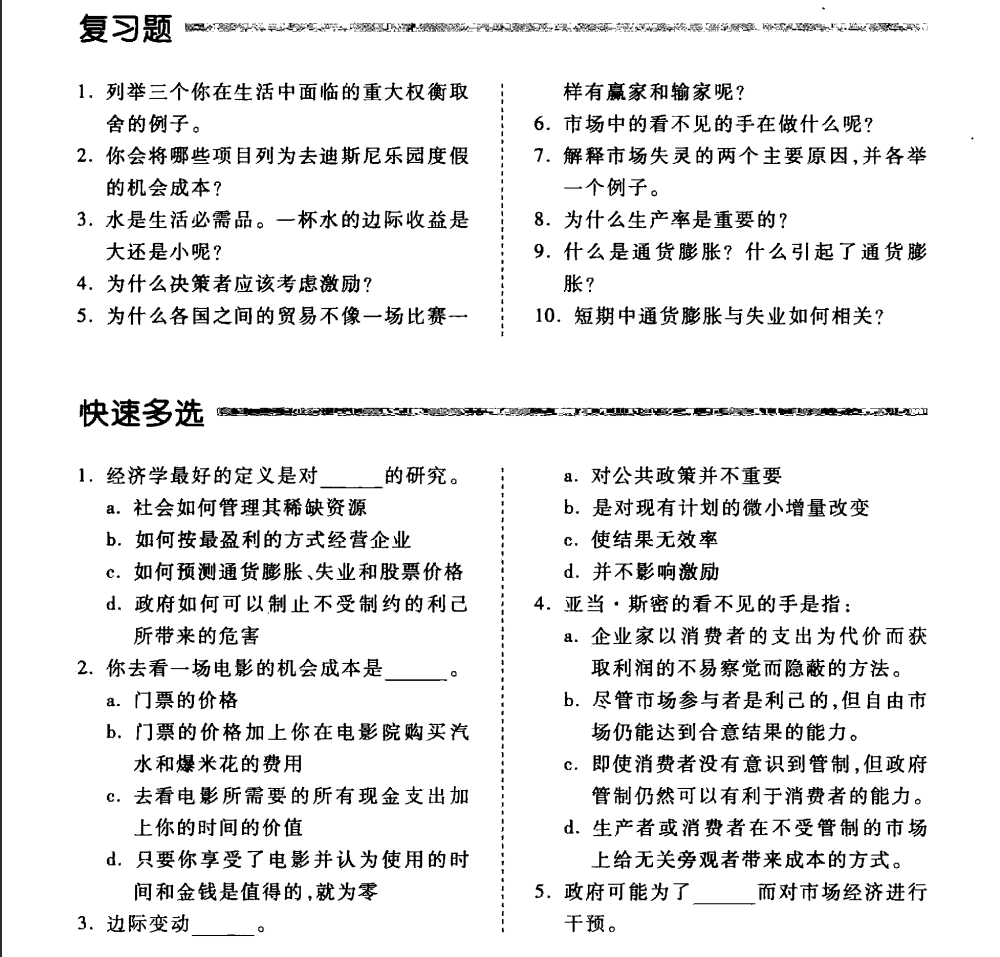 复习题
1. 列举三个你在生活中面临的重大权衡取
舍的例子。
2. 你会将哪些项目列为去迪斯尼乐园度假
的机会成本?
3. 水是生活必需品。一杯水的边际收益是
大还是小呢?
4. 为什么决策者应该考虑激励?
5. 为什么各国之间的贸易不像一场比赛一
样有赢家和输家呢?
6. 市场中的看不见的手在做什么呢?
7. 解释市场失灵的两个主要原因,并各举
一个例子。
8. 为什么生产率是重要的?
9. 什么是通货膨胀? 什么引起了通货膨
胀?
10. 短期中通货膨胀与失业如何相关?
快速多选
1. 经济学最好的定义是对_____的研究。
a. 社会如何管理其稀缺资源
b. 如何按最盈利的方式经营企业
c. 如何预测通货膨胀、失业和股票价格
d. 政府如何可以制止不受制约的利己
所带来的危害
2. 你去看一场电影的机会成本是_____。
a. 门票的价格
b. 门票的价格加上你在电影院购买汽
水和爆米花的费用
c. 去看电影所需要的所有现金支出加
上你的时间的价值
d. 只要你享受了电影并认为使用的时
间和金钱是值得的,就为零
3. 边际变动_____。
a. 对公共政策并不重要
b. 是对现有计划的微小增量改变
c. 使结果无效率
d. 并不影响激励
4. 亚当·斯密的看不见的手是指:
a. 企业家以消费者的支出为代价而获
取利润的不易察觉而隐蔽的方法。
b. 尽管市场参与者是利己的,但自由市
场仍能达到合意结果的能力。
c. 即使消费者没有意识到管制,但政府
管制仍然可以有利于消费者的能力。
d. 生产者或消费者在不受管制的市场
上给无关旁观者带来成本的方式。
5. 政府可能为了_____而对市场经济进行
干预。